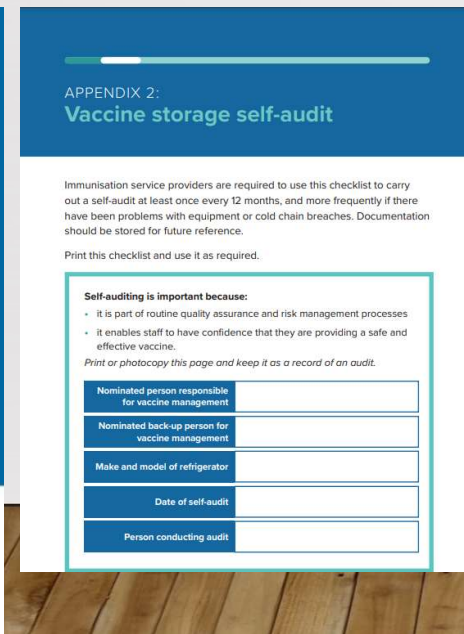 APPENDIX 2:
Vaccine storage self-audit
Immunisation service providers are required to use this checklist to carry
out a self-audit at least once every 12 months, and more frequently if there
have been problems with equipment or cold chain breaches. Documentation
should be stored for future reference.
Print this checklist and use it as required.
Self-auditing is important because:
• it is part of routine quality assurance and risk management processes
• it enables staff to have confidence that they are providing a safe and
effective vaccine.
Print or photocopy this page and keep it as a record of an audit.
Nominated person responsible
for vaccine management
Nominated back-up person for
vaccine management
Make and model of refrigerator
Date of self-audit
Person conducting audit